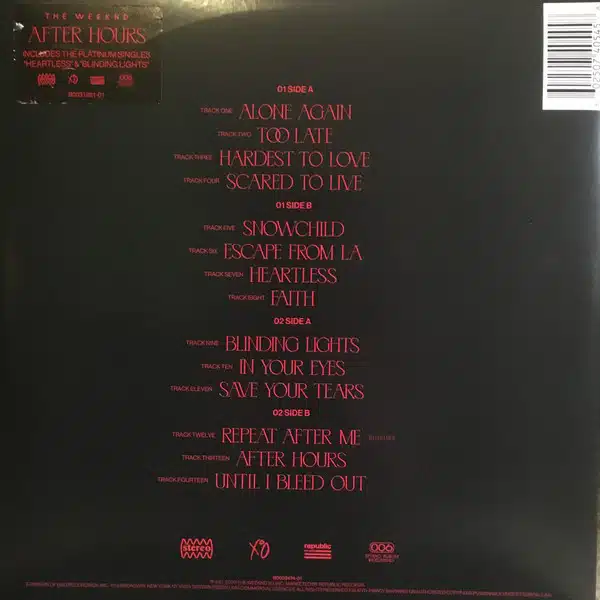 THE WEEKND
AFTER HOURS
INCLUDES THE PLATINUM SINGLES
"HEARTLESS" & "BLINDING LIGHTS"
01 SIDE A
TRACK ONE ALONE AGAIN
TRACK TWO TOO LATE
TRACK THREE HARDEST TO LOVE
TRACK FOUR SCARED TO LIVE
01 SIDE B
TRACK FIVE SNOWCHILD
TRACK SIX ESCAPE FROM LA
TRACK SEVEN HEARTLESS
TRACK EIGHT FAITH
02 SIDE A
TRACK NINE BLINDING LIGHTS
TRACK TEN IN YOUR EYES
TRACK ELEVEN SAVE YOUR TEARS
02 SIDE B
TRACK TWELVE REPEAT AFTER ME
TRACK THIRTEEN AFTER HOURS
TRACK FOURTEEN UNTIL I BLEED OUT
stereo XO republic 006